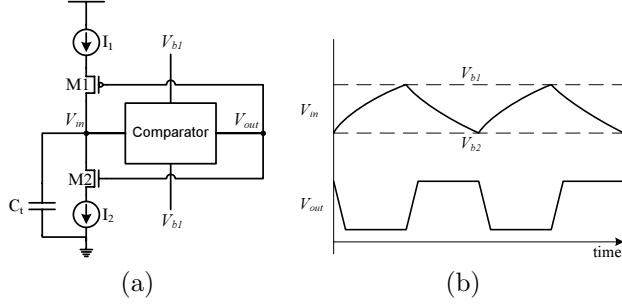 I1
Vb1
M1
Vin
Comparator
Vout
M2
Ct
I2
Vb1
(a)
Vb1
Vin
Vb2
Vout
time
(b)